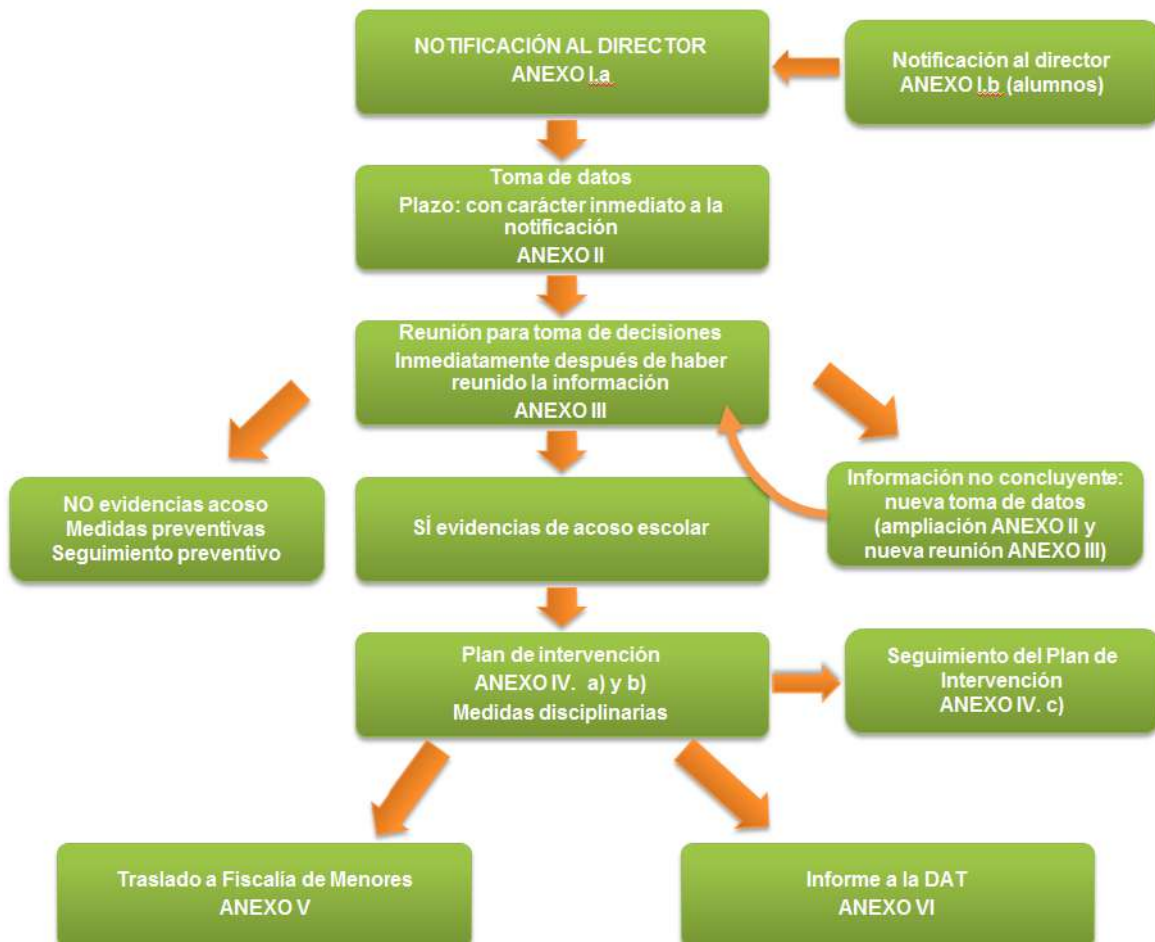 NOTIFICACIÓN AL DIRECTOR
ANEXO I.a
Notificación al director
ANEXO I.b (alumnos)
Toma de datos
Plazo: con carácter inmediato a la
notificación
ANEXO II
Reunión para toma de decisiones
Inmediatamente después de haber
reunido la información
ANEXO III
NO evidencias acoso
Medidas preventivas
Seguimiento preventivo
SÍ evidencias de acoso escolar
Información no concluyente:
nueva toma de datos
(ampliación ANEXO II y
nueva reunión ANEXO III)
Plan de intervención
ANEXO IV. a) y b)
Medidas disciplinarias
Seguimiento del Plan de
Intervención
ANEXO IV. c)
Traslado a Fiscalía de Menores
ANEXO V
Informe a la DAT
ANEXO VI